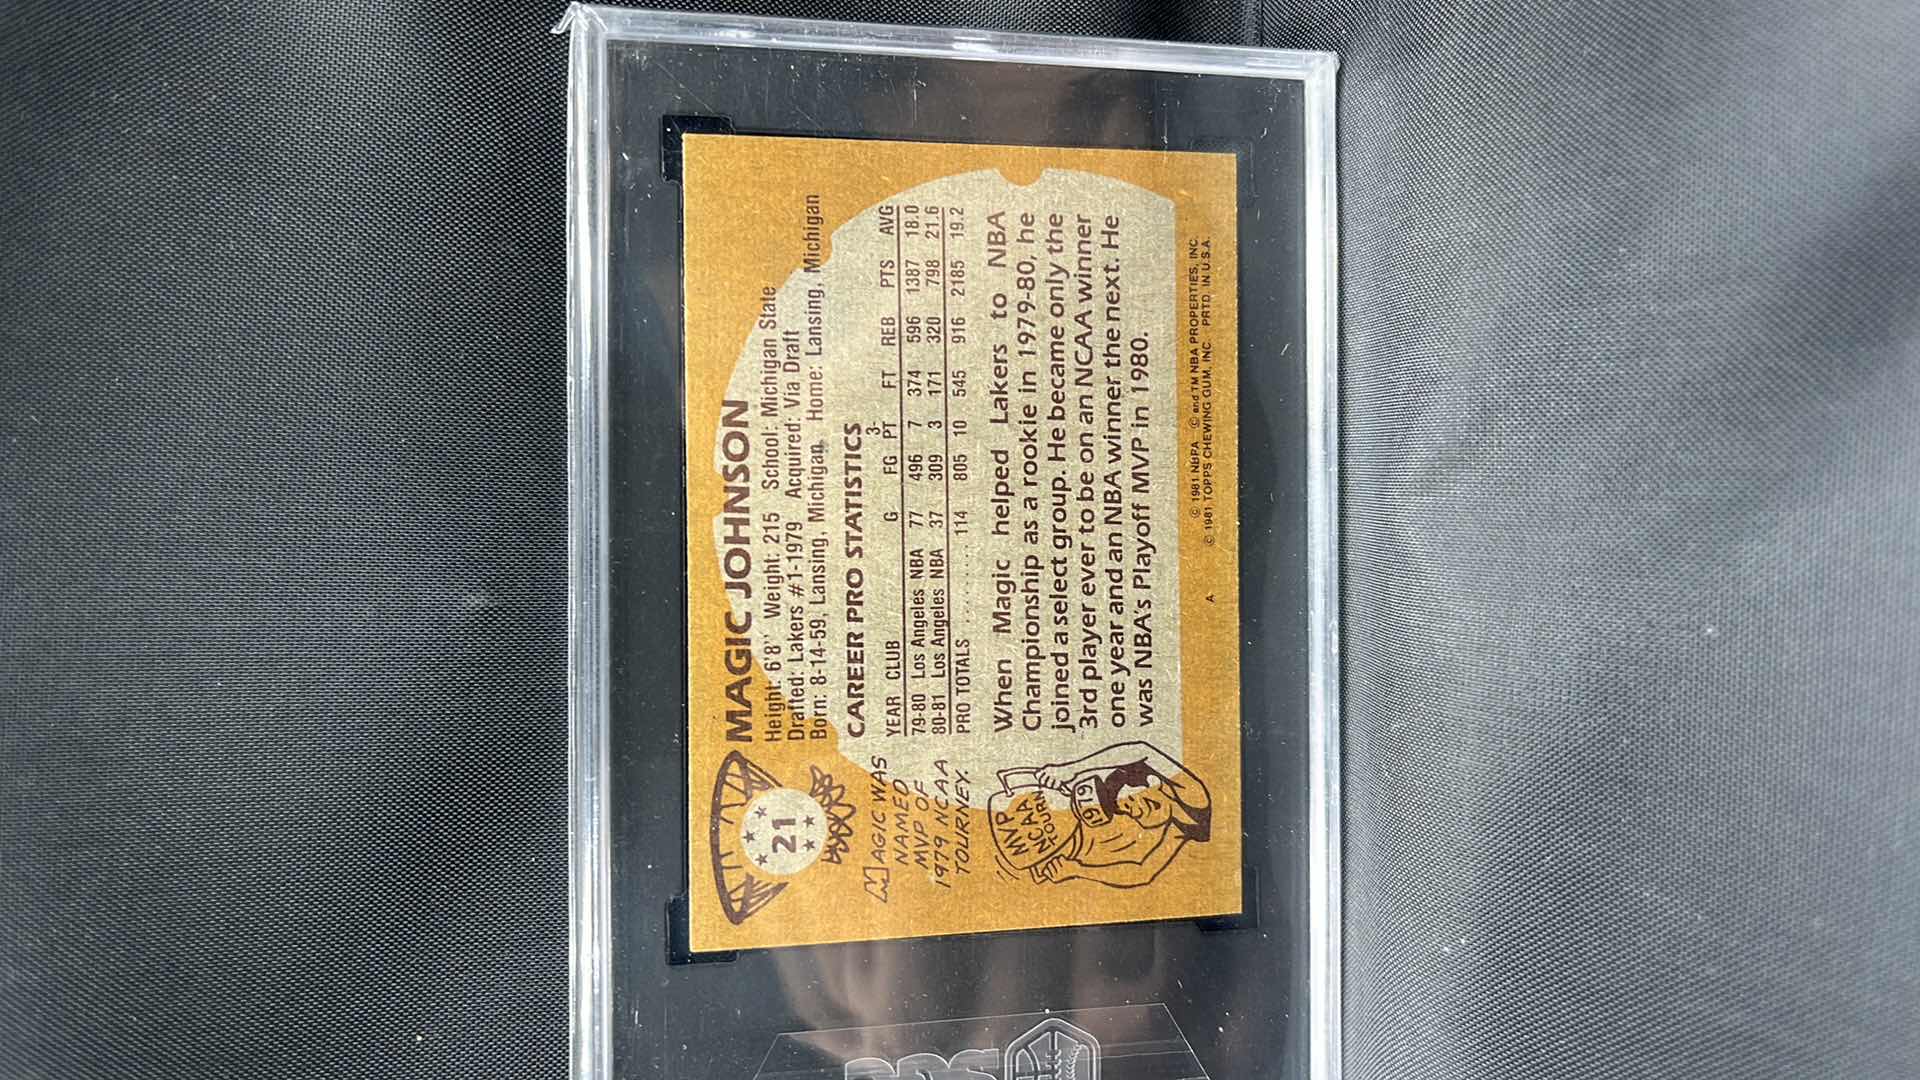 21
MAGIC JOHNSON
Height: 6'8" Weight: 215 School: Michigan State
Drafted: Lakers #1-1979 Acquired: Via Draft
Born: 8-14-59, Lansing, Michigan Home: Lansing, Michigan
CAREER PRO STATISTICS
YEAR CLUB G FG 3-PT FT REB PTS AVG
79-80 Los Angeles NBA 77 496 7 374 596 1387 18.0
80-81 Los Angeles NBA 37 309 3 171 320 798 21.6
PRO TOTALS .......... 114 805 10 545 916 2185 19.2
MAGIC WAS
NAMED
MVP OF
1979 NCAA
TOURNEY.
MVP
NCAA
TOURN
1979
When Magic helped Lakers to NBA
Championship as a rookie in 1979-80, he
joined a select group. He became only the
3rd player ever to be on an NCAA winner
one year and an NBA winner the next. He
was NBA's Playoff MVP in 1980.
© 1981 NBPA © and TM NBA PROPERTIES, INC.
A © 1981 TOPPS CHEWING GUM, INC. PRTD. IN U.S.A.